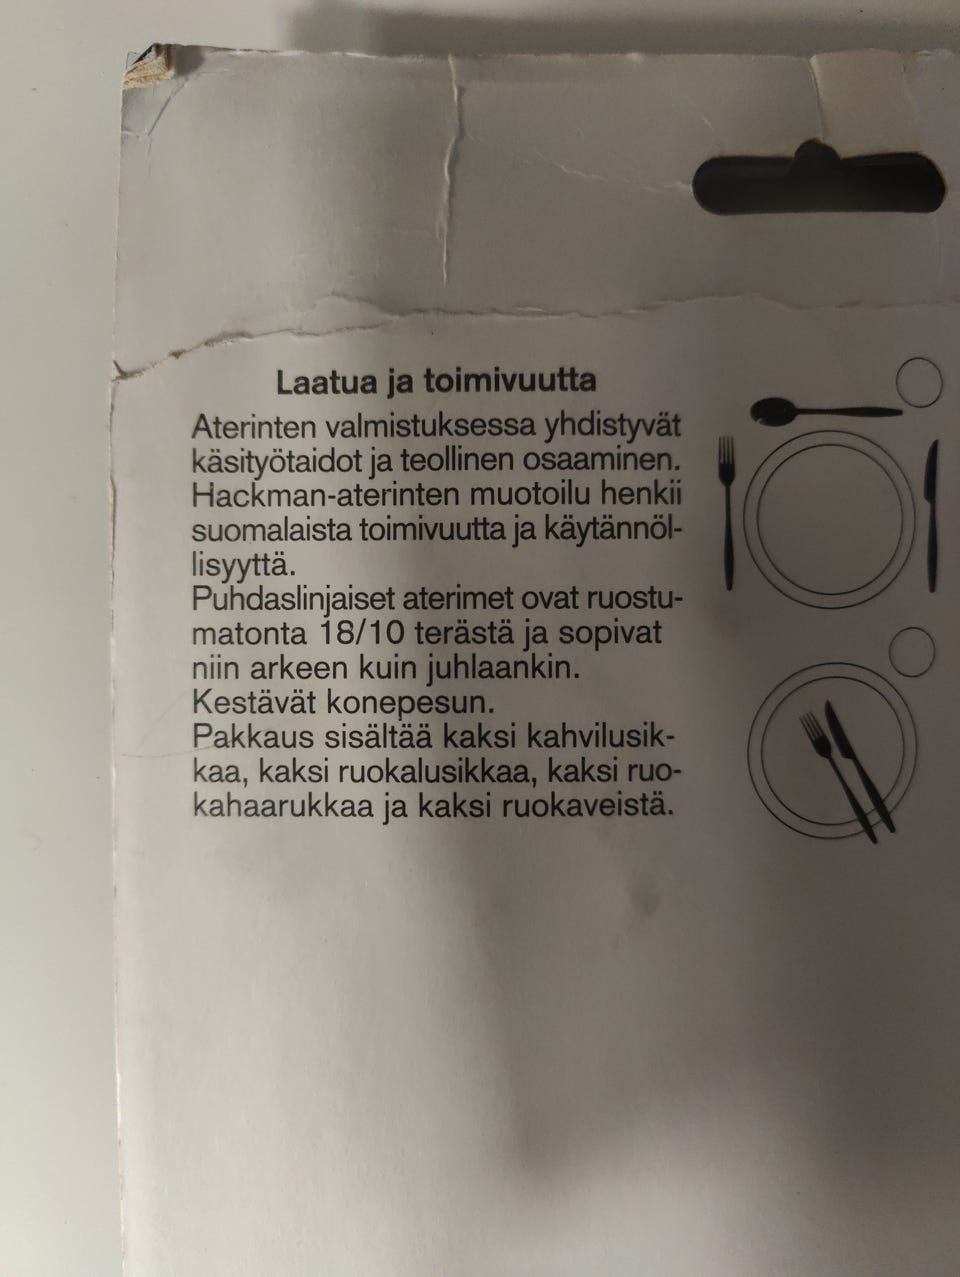 Laatua ja toimivuutta
Aterinten valmistuksessa yhdistyvät
käsityötaidot ja teollinen osaaminen.
Hackman-aterinten muotoilu henkii
suomalaista toimivuutta ja käytännöl-
lisyyttä.
Puhdaslinjaiset aterimet ovat ruostu-
matonta 18/10 terästä ja sopivat
niin arkeen kuin juhlaankin.
Kestävät konepesun.
Pakkaus sisältää kaksi kahvilusik-
kaa, kaksi ruokalusikkaa, kaksi ruo-
kahaarukkaa ja kaksi ruokaveistä.